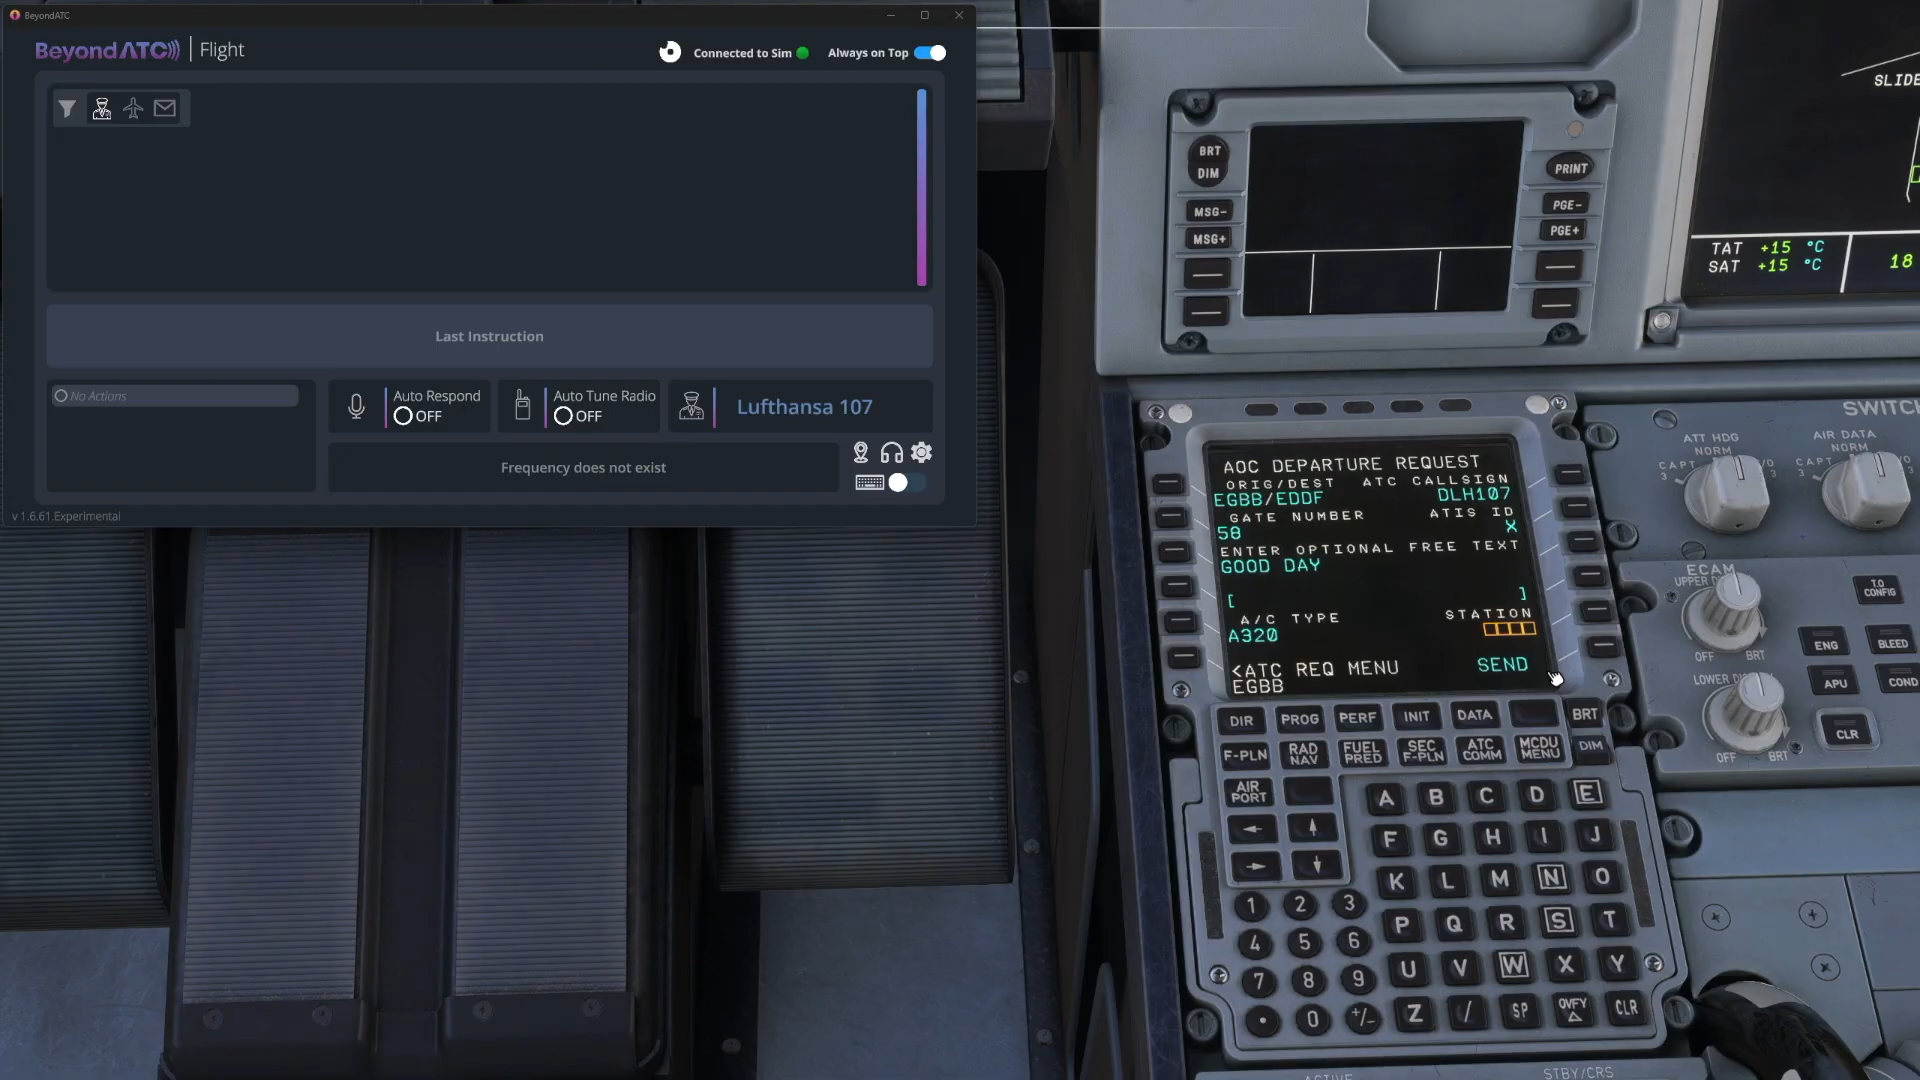 BeyondATC
BeyondATC | Flight
Connected to Sim
Always on Top
Last Instruction
No Actions
Auto Respond
OFF
Auto Tune Radio
OFF
Lufthansa 107
Frequency does not exist
v 1.6.61.Experimental
BRT
DIM
MSG-
MSG+
PRINT
PGE-
PGE+
SLIDE
TAT +15 °C
SAT +15 °C
18
AOC DEPARTURE REQUEST
ORIG/DEST ATC CALLSIGN
EGBB/EDDF DLH107
GATE NUMBER ATIS ID
58 X
ENTER OPTIONAL FREE TEXT
GOOD DAY
[ ]
A/C TYPE STATION
A320
<ATC REQ MENU SEND
EGBB
DIR PROG PERF INIT DATA BRT
F-PLN RAD NAV FUEL PRED SEC F-PLN ATC COMM MCDU MENU DIM
AIR PORT
A B C D E
F G H I J
K L M N O
1 2 3 P Q R S T
4 5 6 U V W X Y
7 8 9 Z / SP OVFY CLR
. 0 +/-
SWITCH
ATT HDG AIR DATA
NORM NORM
CAPT 3 F/O 3 CAPT 3
ECAM
UPPER
OFF BRT
LOWER
OFF BRT
T.O CONFIG
ENG BLEED
APU COND
CLR
ACTIVE STBY/CRS